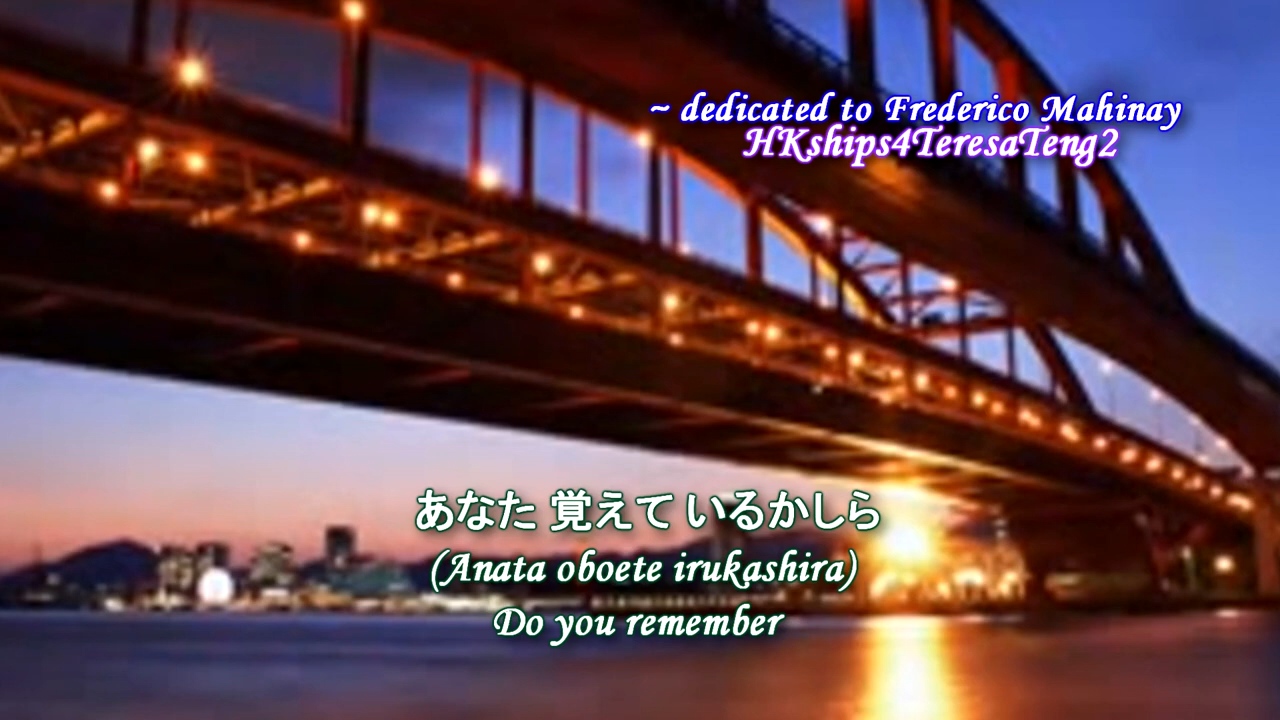 ~ dedicated to Frederico Mahinay
HKships4TeresaTeng2
あなた 覚えて いるかしら
(Anata oboete irukashira)
Do you remember